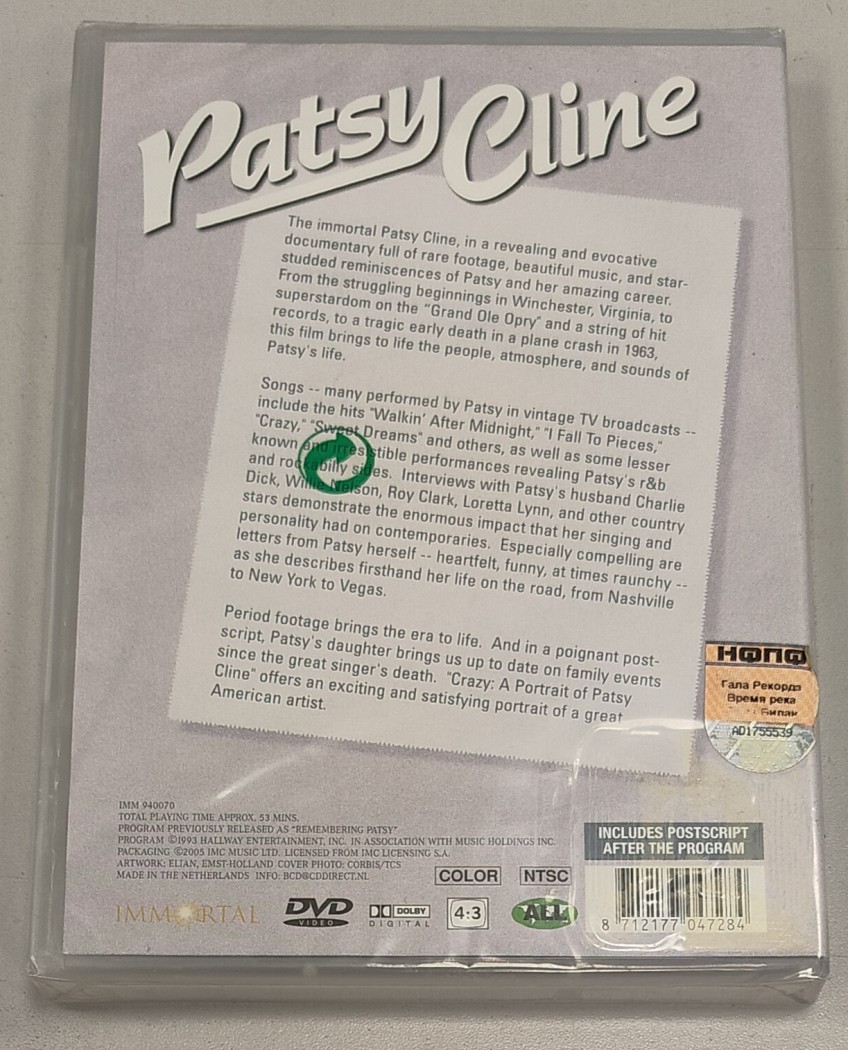 Patsy Cline
The immortal Patsy Cline, in a revealing and evocative
documentary full of rare footage, beautiful music, and star-
studded reminiscences of Patsy and her amazing career.
From the struggling beginnings in Winchester, Virginia, to
superstardom on the "Grand Ole Opry" and a string of hit
records, to a tragic early death in a plane crash in 1963,
this film brings to life the people, atmosphere, and sounds of
Patsy's life.
Songs -- many performed by Patsy in vintage TV broadcasts --
include the hits "Walkin' After Midnight," "I Fall To Pieces,"
"Crazy," "Sweet Dreams" and others, as well as some lesser
known and irresistible performances revealing Patsy's r&b
and rockabilly sides. Interviews with Patsy's husband Charlie
Dick, Willie Nelson, Roy Clark, Loretta Lynn, and other country
stars demonstrate the enormous impact that her singing and
personality had on contemporaries. Especially compelling are
letters from Patsy herself -- heartfelt, funny, at times raunchy --
as she describes firsthand her life on the road, from Nashville
to New York to Vegas.
Period footage brings the era to life. And in a poignant post-
script, Patsy's daughter brings us up to date on family events
since the great singer's death. "Crazy: A Portrait of Patsy
Cline" offers an exciting and satisfying portrait of a great
American artist.
НФПФ
Гала Рекордз
Время река
Билан
AD1755539
IMM 940070
TOTAL PLAYING TIME APPROX. 53 MINS.
PROGRAM PREVIOUSLY RELEASED AS "REMEMBERING PATSY"
PROGRAM ©1993 HALLWAY ENTERTAINMENT, INC. IN ASSOCIATION WITH MUSIC HOLDINGS INC.
PACKAGING ©2005 IMC MUSIC LTD. LICENSED FROM IMC LICENSING S.A.
ARTWORK: ELIAN, EMST-HOLLAND COVER PHOTO: CORBIS/TCS
MADE IN THE NETHERLANDS INFO: BCD@CDDIRECT.NL
COLOR NTSC
INCLUDES POSTSCRIPT
AFTER THE PROGRAM
IMMORTAL DVD VIDEO DOLBY DIGITAL 4:3 ALL
8 712177 047284